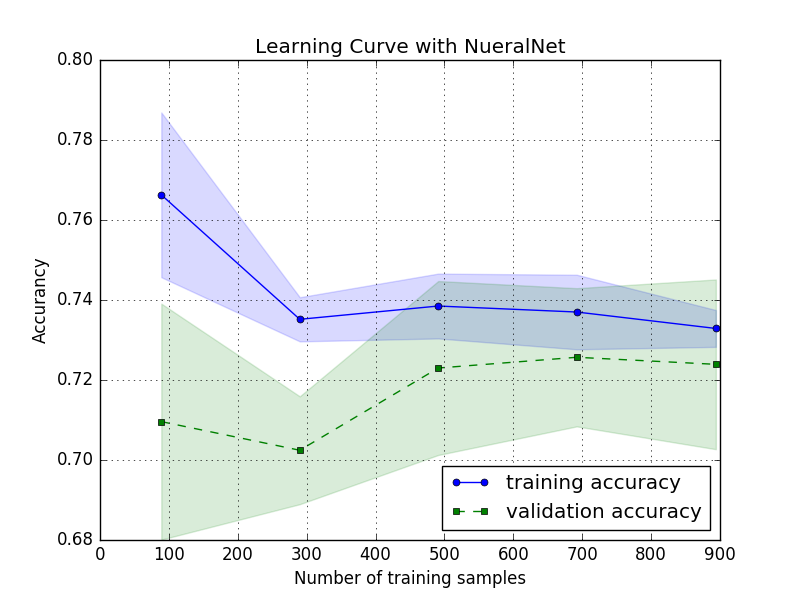 Learning Curve with NueralNet
0.80
0.78
0.76
0.74
0.72
0.70
0.68
Accurancy
0 100 200 300 400 500 600 700 800 900
Number of training samples
training accuracy
validation accuracy